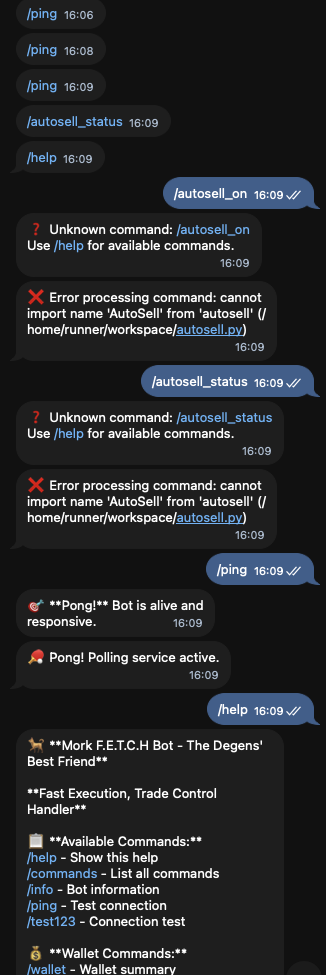 /ping 16:06
/ping 16:08
/ping 16:09
/autosell_status 16:09
/help 16:09
/autosell_on 16:09
❓ Unknown command: /autosell_on
Use /help for available commands.
16:09
❌ Error processing command: cannot
import name 'AutoSell' from 'autosell' (/
home/runner/workspace/autosell.py)
16:09
/autosell_status 16:09
❓ Unknown command: /autosell_status
Use /help for available commands.
16:09
❌ Error processing command: cannot
import name 'AutoSell' from 'autosell' (/
home/runner/workspace/autosell.py)
16:09
/ping 16:09
🎯 **Pong!** Bot is alive and
responsive. 16:09
🏓 Pong! Polling service active.
16:09
/help 16:09
🐕 **Mork F.E.T.C.H Bot - The Degens'
Best Friend**
**Fast Execution, Trade Control
Handler**
📋 **Available Commands:**
/help - Show this help
/commands - List all commands
/info - Bot information
/ping - Test connection
/test123 - Connection test
💰 **Wallet Commands:**
/wallet - Wallet summary